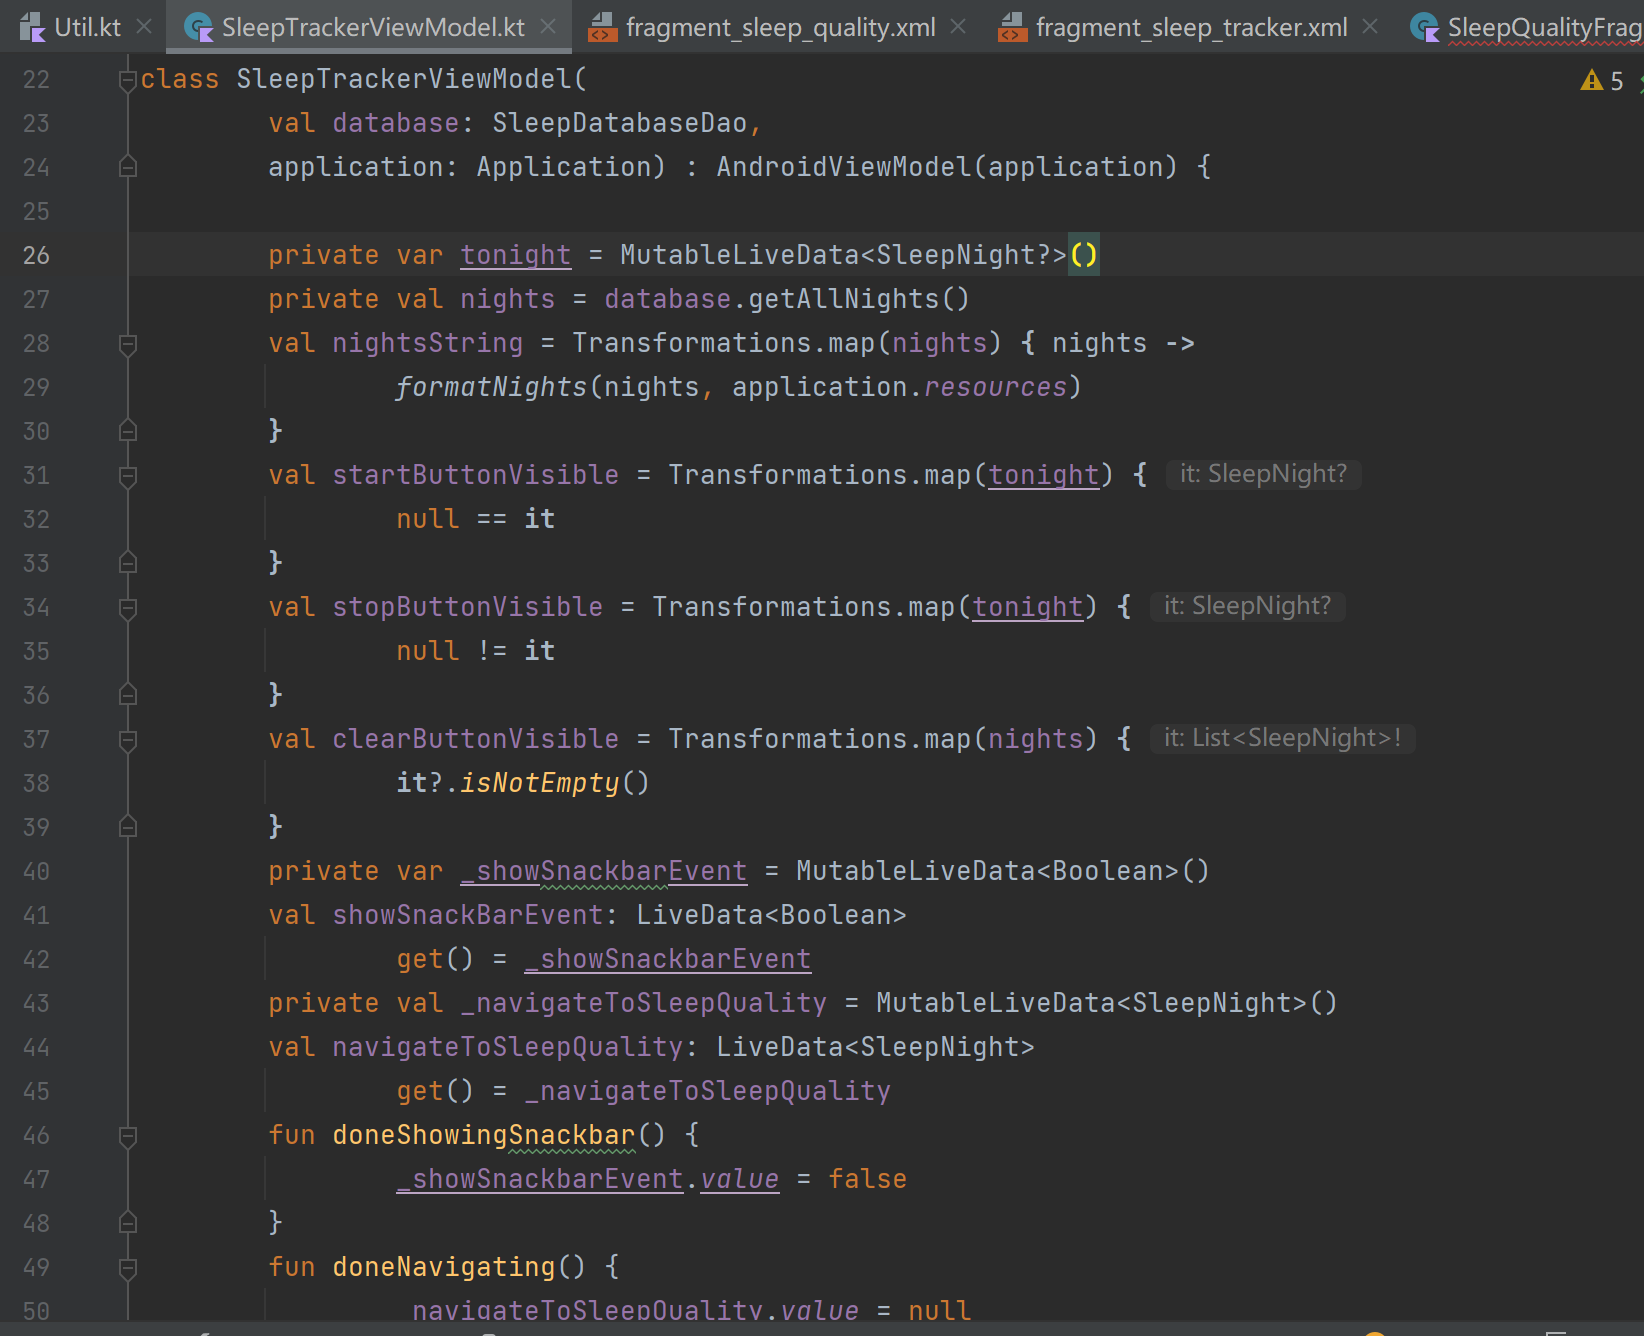 Util.kt SleepTrackerViewModel.kt fragment_sleep_quality.xml fragment_sleep_tracker.xml SleepQualityFrag
22 class SleepTrackerViewModel( 5
23 val database: SleepDatabaseDao,
24 application: Application) : AndroidViewModel(application) {
25
26 private var tonight = MutableLiveData<SleepNight?>()
27 private val nights = database.getAllNights()
28 val nightsString = Transformations.map(nights) { nights ->
29 formatNights(nights, application.resources)
30 }
31 val startButtonVisible = Transformations.map(tonight) { it: SleepNight?
32 null == it
33 }
34 val stopButtonVisible = Transformations.map(tonight) { it: SleepNight?
35 null != it
36 }
37 val clearButtonVisible = Transformations.map(nights) { it: List<SleepNight>!
38 it?.isNotEmpty()
39 }
40 private var _showSnackbarEvent = MutableLiveData<Boolean>()
41 val showSnackBarEvent: LiveData<Boolean>
42 get() = _showSnackbarEvent
43 private val _navigateToSleepQuality = MutableLiveData<SleepNight>()
44 val navigateToSleepQuality: LiveData<SleepNight>
45 get() = _navigateToSleepQuality
46 fun doneShowingSnackbar() {
47 _showSnackbarEvent.value = false
48 }
49 fun doneNavigating() {
50 _navigateToSleepQuality.value = null